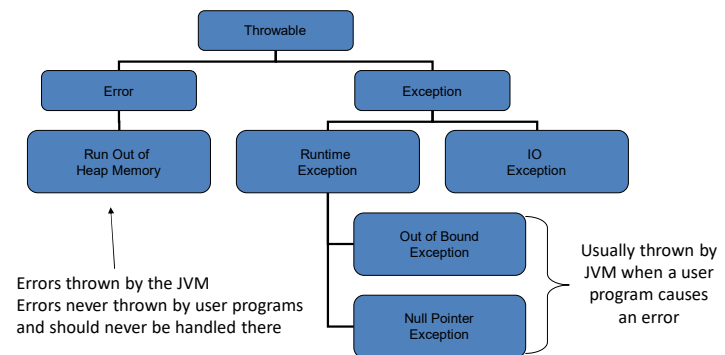 Throwable
Error
Exception
Run Out of
Heap Memory
Runtime
Exception
IO
Exception
Out of Bound
Exception
Null Pointer
Exception
Errors thrown by the JVM
Errors never thrown by user programs
and should never be handled there
Usually thrown by
JVM when a user
program causes
an error